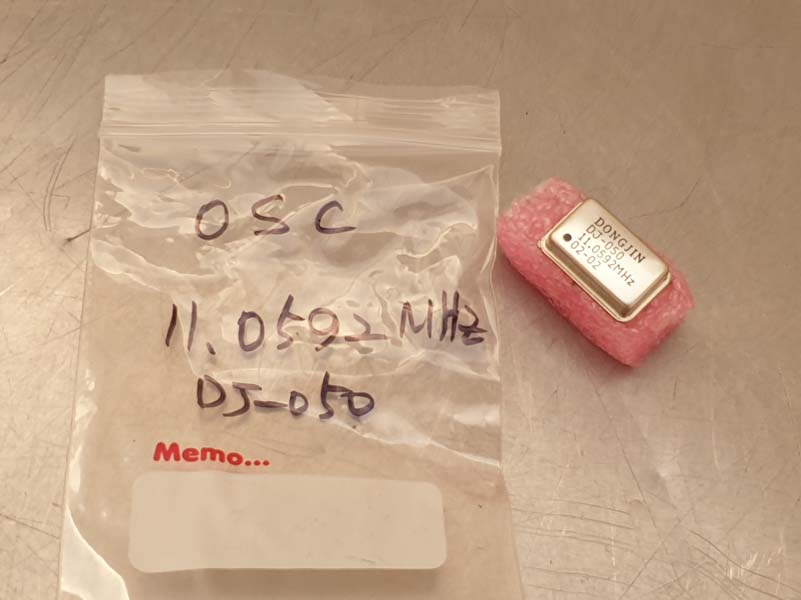 OSC
11.0592 MHz
DJ-050
Memo...
DONGJIN
DJ-050
11.0592MHz
02-02